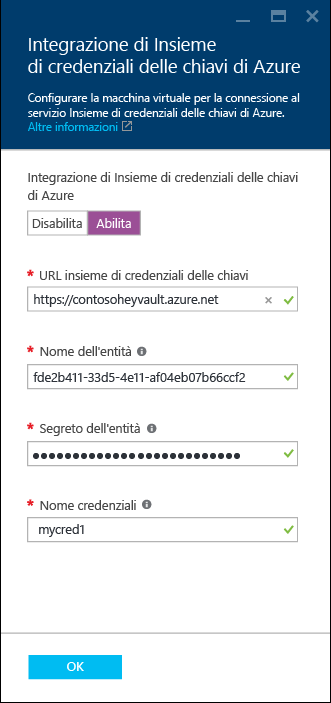 Integrazione di Insieme
di credenziali delle chiavi di Azure
Configurare la macchina virtuale per la connessione al
servizio Insieme di credenziali delle chiavi di Azure.
Altre informazioni
Integrazione di Insieme di credenziali delle chiavi
di Azure
Disabilita Abilita
* URL insieme di credenziali delle chiavi
https://contosoheyvault.azure.net
* Nome dell'entità
fde2b411-33d5-4e11-af04eb07b66ccf2
* Segreto dell'entità
* Nome credenziali
mycred1
OK